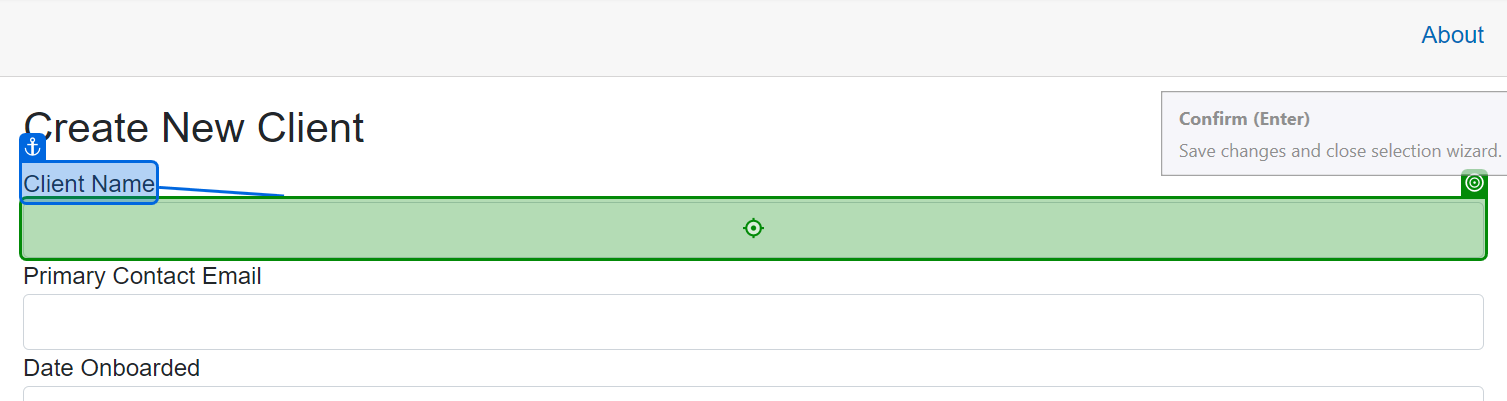 About
Create New Client
Confirm (Enter)
Save changes and close selection wizard.
Client Name
Primary Contact Email
Date Onboarded